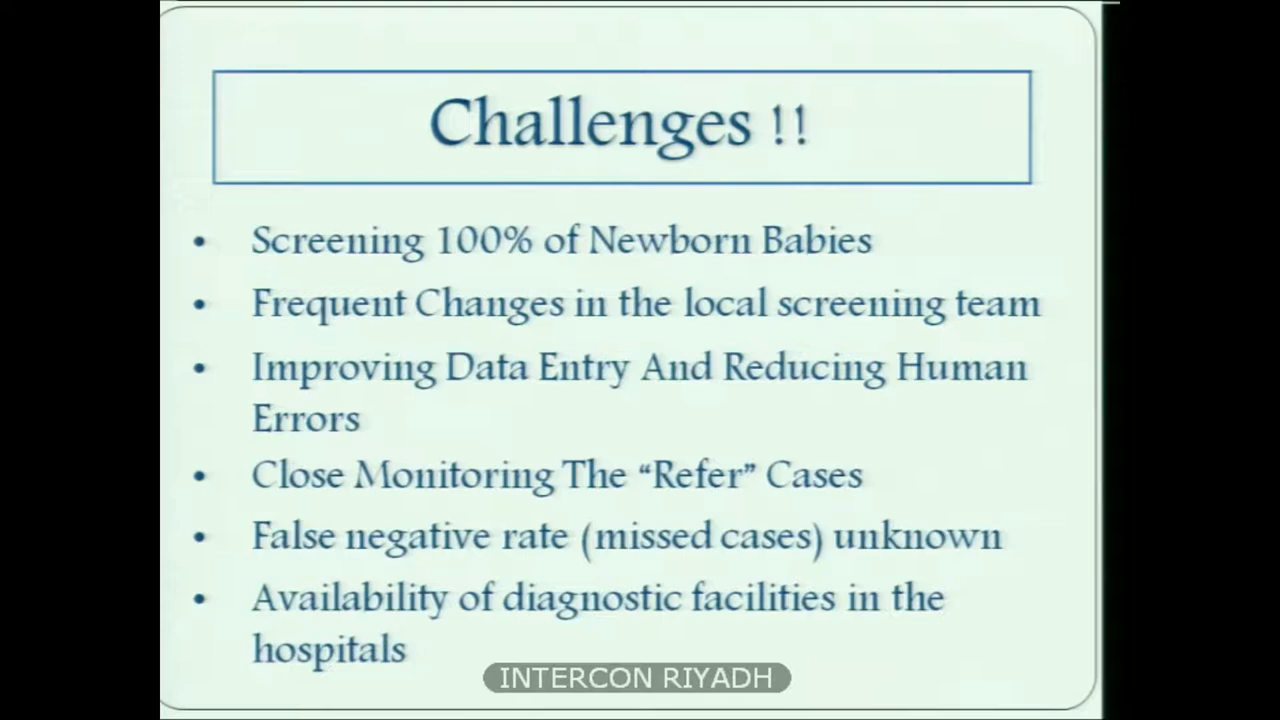 Challenges !!
• Screening 100% of Newborn Babies
• Frequent Changes in the local screening team
• Improving Data Entry And Reducing Human
Errors
• Close Monitoring The “Refer” Cases
• False negative rate (missed cases) unknown
• Availability of diagnostic facilities in the
hospitals
INTERCON RIYADH